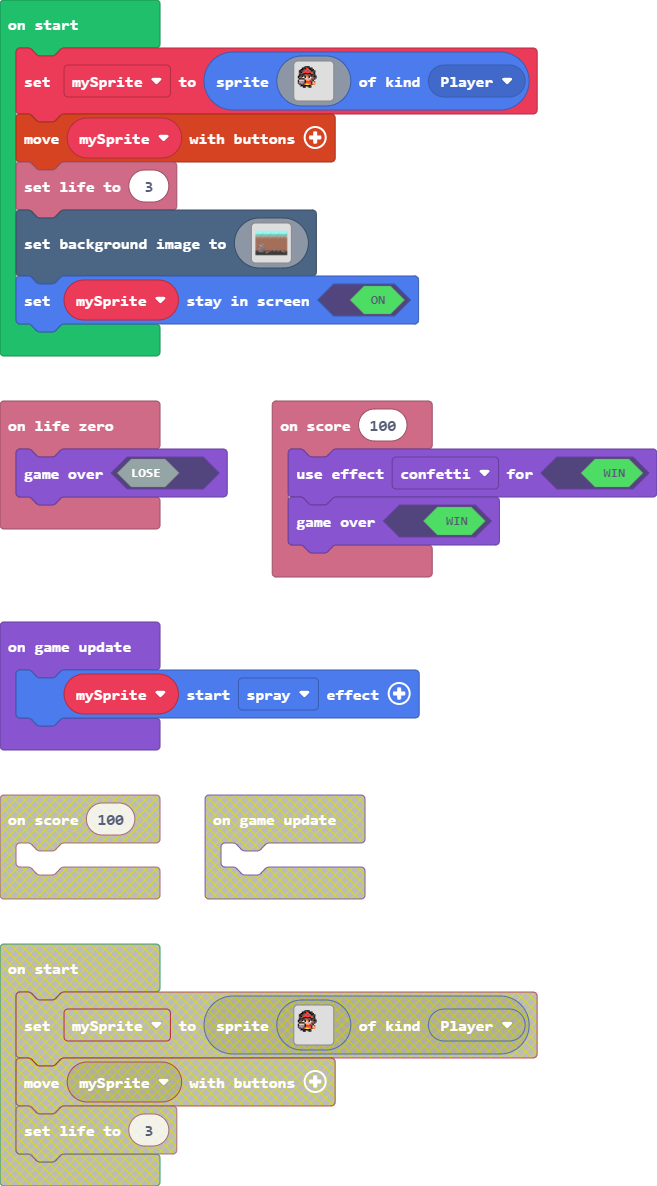 on start
set mySprite to sprite of kind Player
move mySprite with buttons
set life to 3
set background image to
set mySprite stay in screen ON
on life zero
game over LOSE
on score 100
use effect confetti for WIN
game over WIN
on game update
mySprite start spray effect
on score 100
on game update
on start
set mySprite to sprite of kind Player
move mySprite with buttons
set life to 3